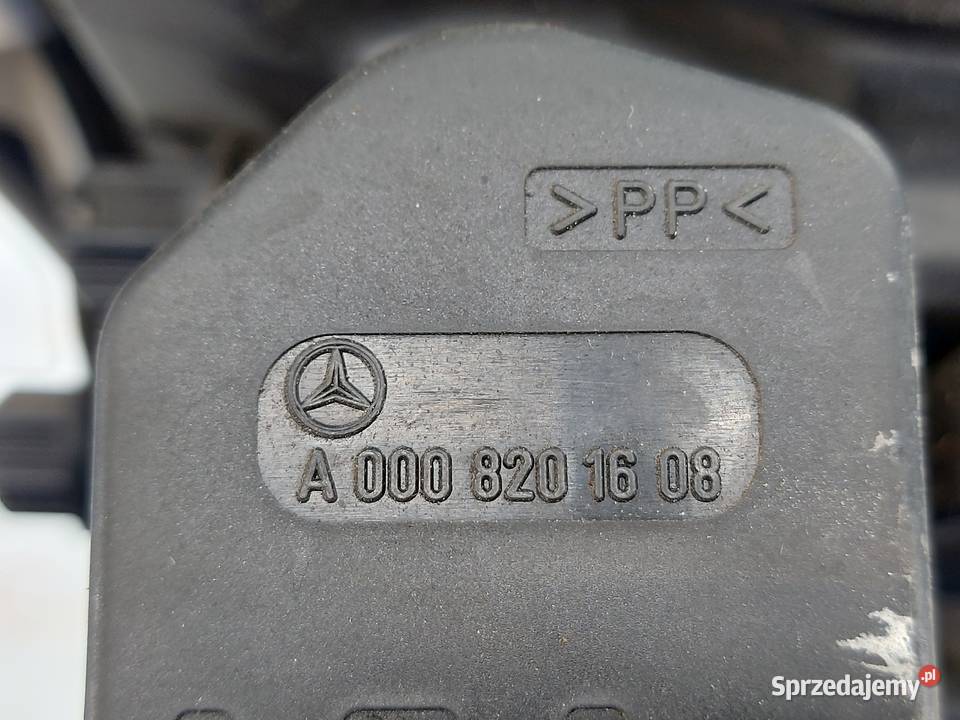 >PP<
A 000 820 16 08
Sprzedajemy.pl